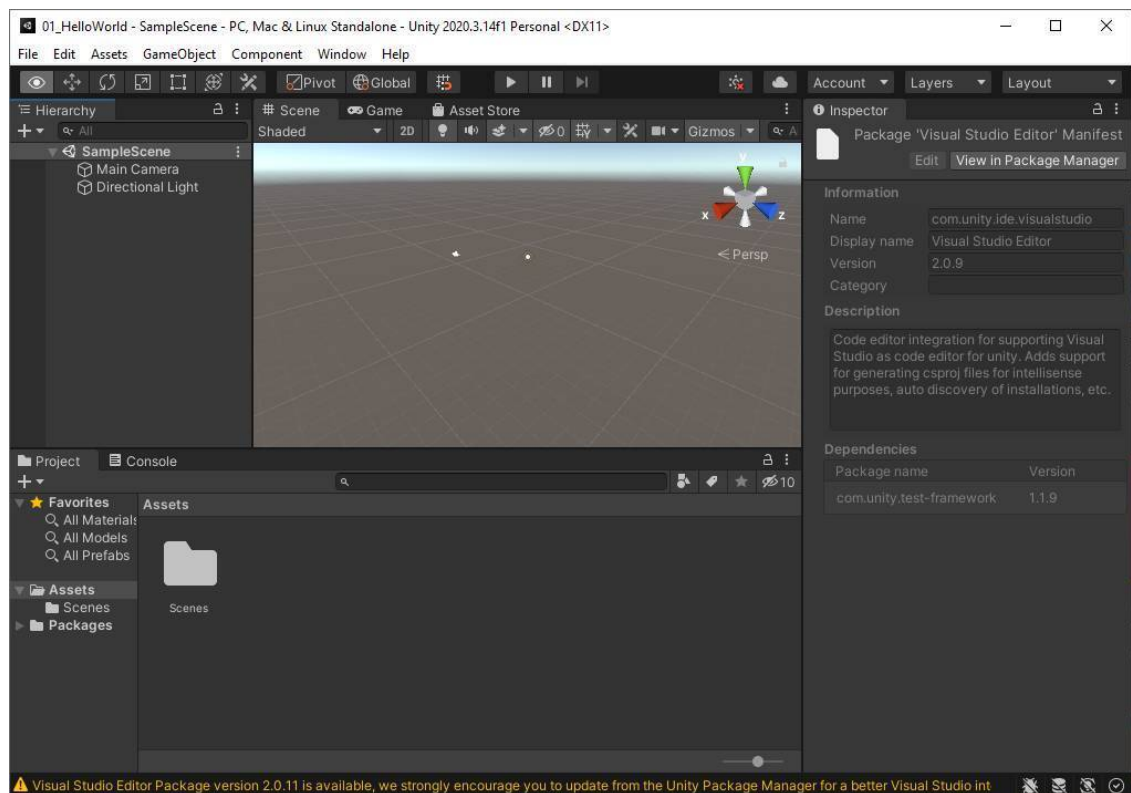 01_HelloWorld - SampleScene - PC, Mac & Linux Standalone - Unity 2020.3.14f1 Personal <DX11>
File Edit Assets GameObject Component Window Help
Pivot Global Account Layers Layout
Hierarchy
All
SampleScene
Main Camera
Directional Light
# Scene Game Asset Store
Shaded 2D 0 Gizmos A
y
x z
Persp
Inspector
Package 'Visual Studio Editor' Manifest
Edit View in Package Manager
Information
Name com.unity.ide.visualstudio
Display name Visual Studio Editor
Version 2.0.9
Category
Description
Code editor integration for supporting Visual
Studio as code editor for unity. Adds support
for generating csproj files for intellisense
purposes, auto discovery of installations, etc.
Dependencies
Package name Version
com.unity.test-framework 1.1.9
Project Console
10
Favorites
All Materials
All Models
All Prefabs
Assets
Scenes
Packages
Assets
Scenes
Visual Studio Editor Package version 2.0.11 is available, we strongly encourage you to update from the Unity Package Manager for a better Visual Studio int